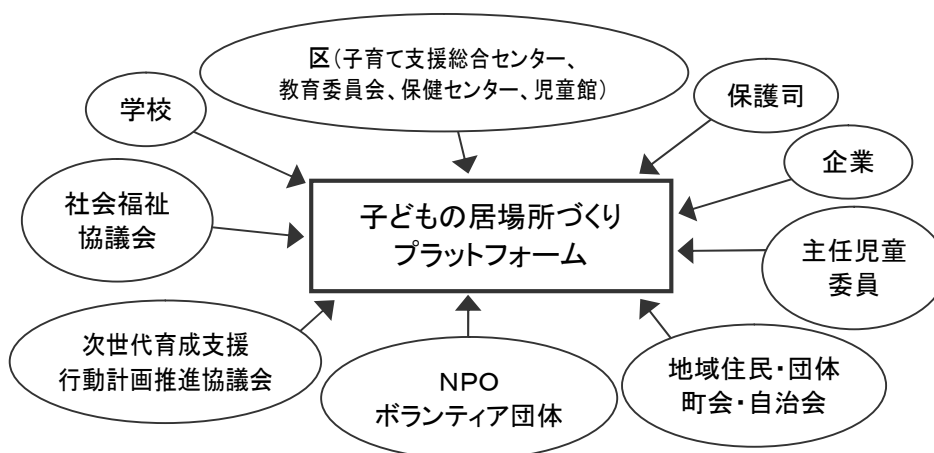 区（子育て支援総合センター、
教育委員会、保健センター、児童館）
学校
保護司
企業
社会福祉
協議会
子どもの居場所づくり
プラットフォーム
主任児童
委員
次世代育成支援
行動計画推進協議会
NPO
ボランティア団体
地域住民・団体
町会・自治会